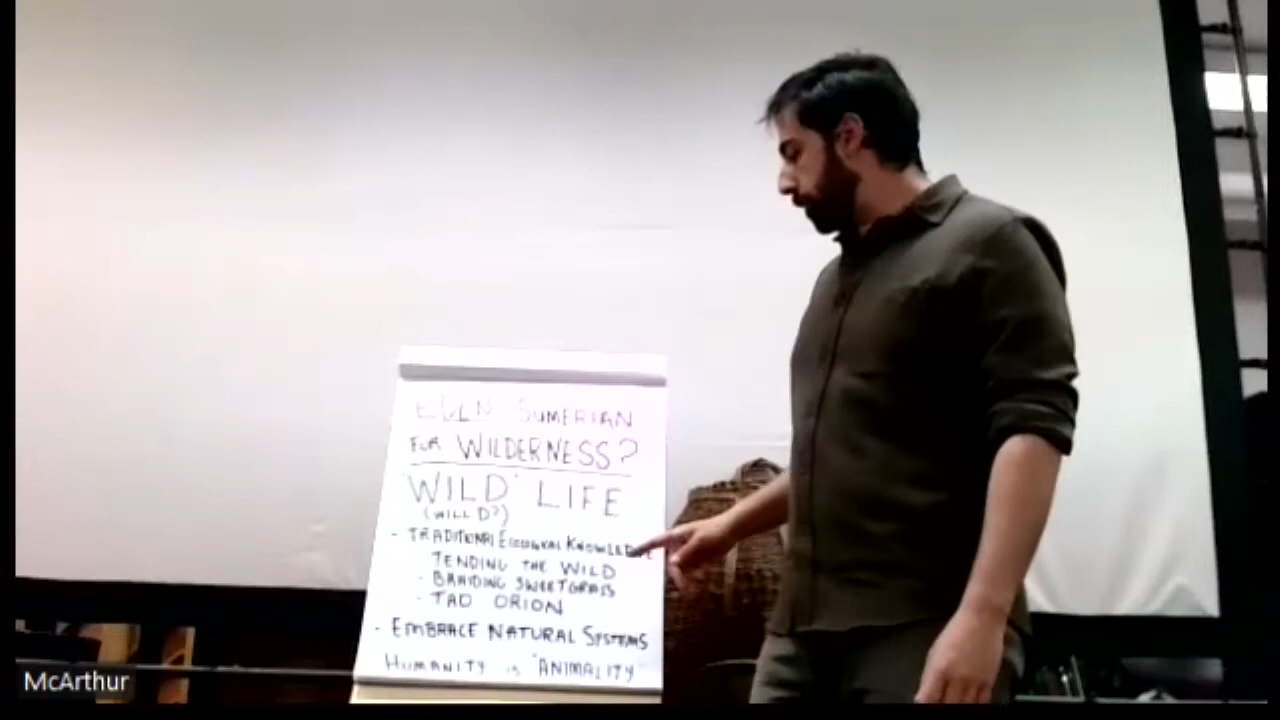 EDEN SUMERIAN
FOR WILDERNESS?
WILD LIFE
(WILL'D?)
- TRADITIONAL ECOLOGICAL KNOWLEDGE
TENDING THE WILD
- BRAIDING SWEETGRASS
- TAO ORION
- EMBRACE NATURAL SYSTEMS
HUMANITY is "ANIMALITY"
McArthur